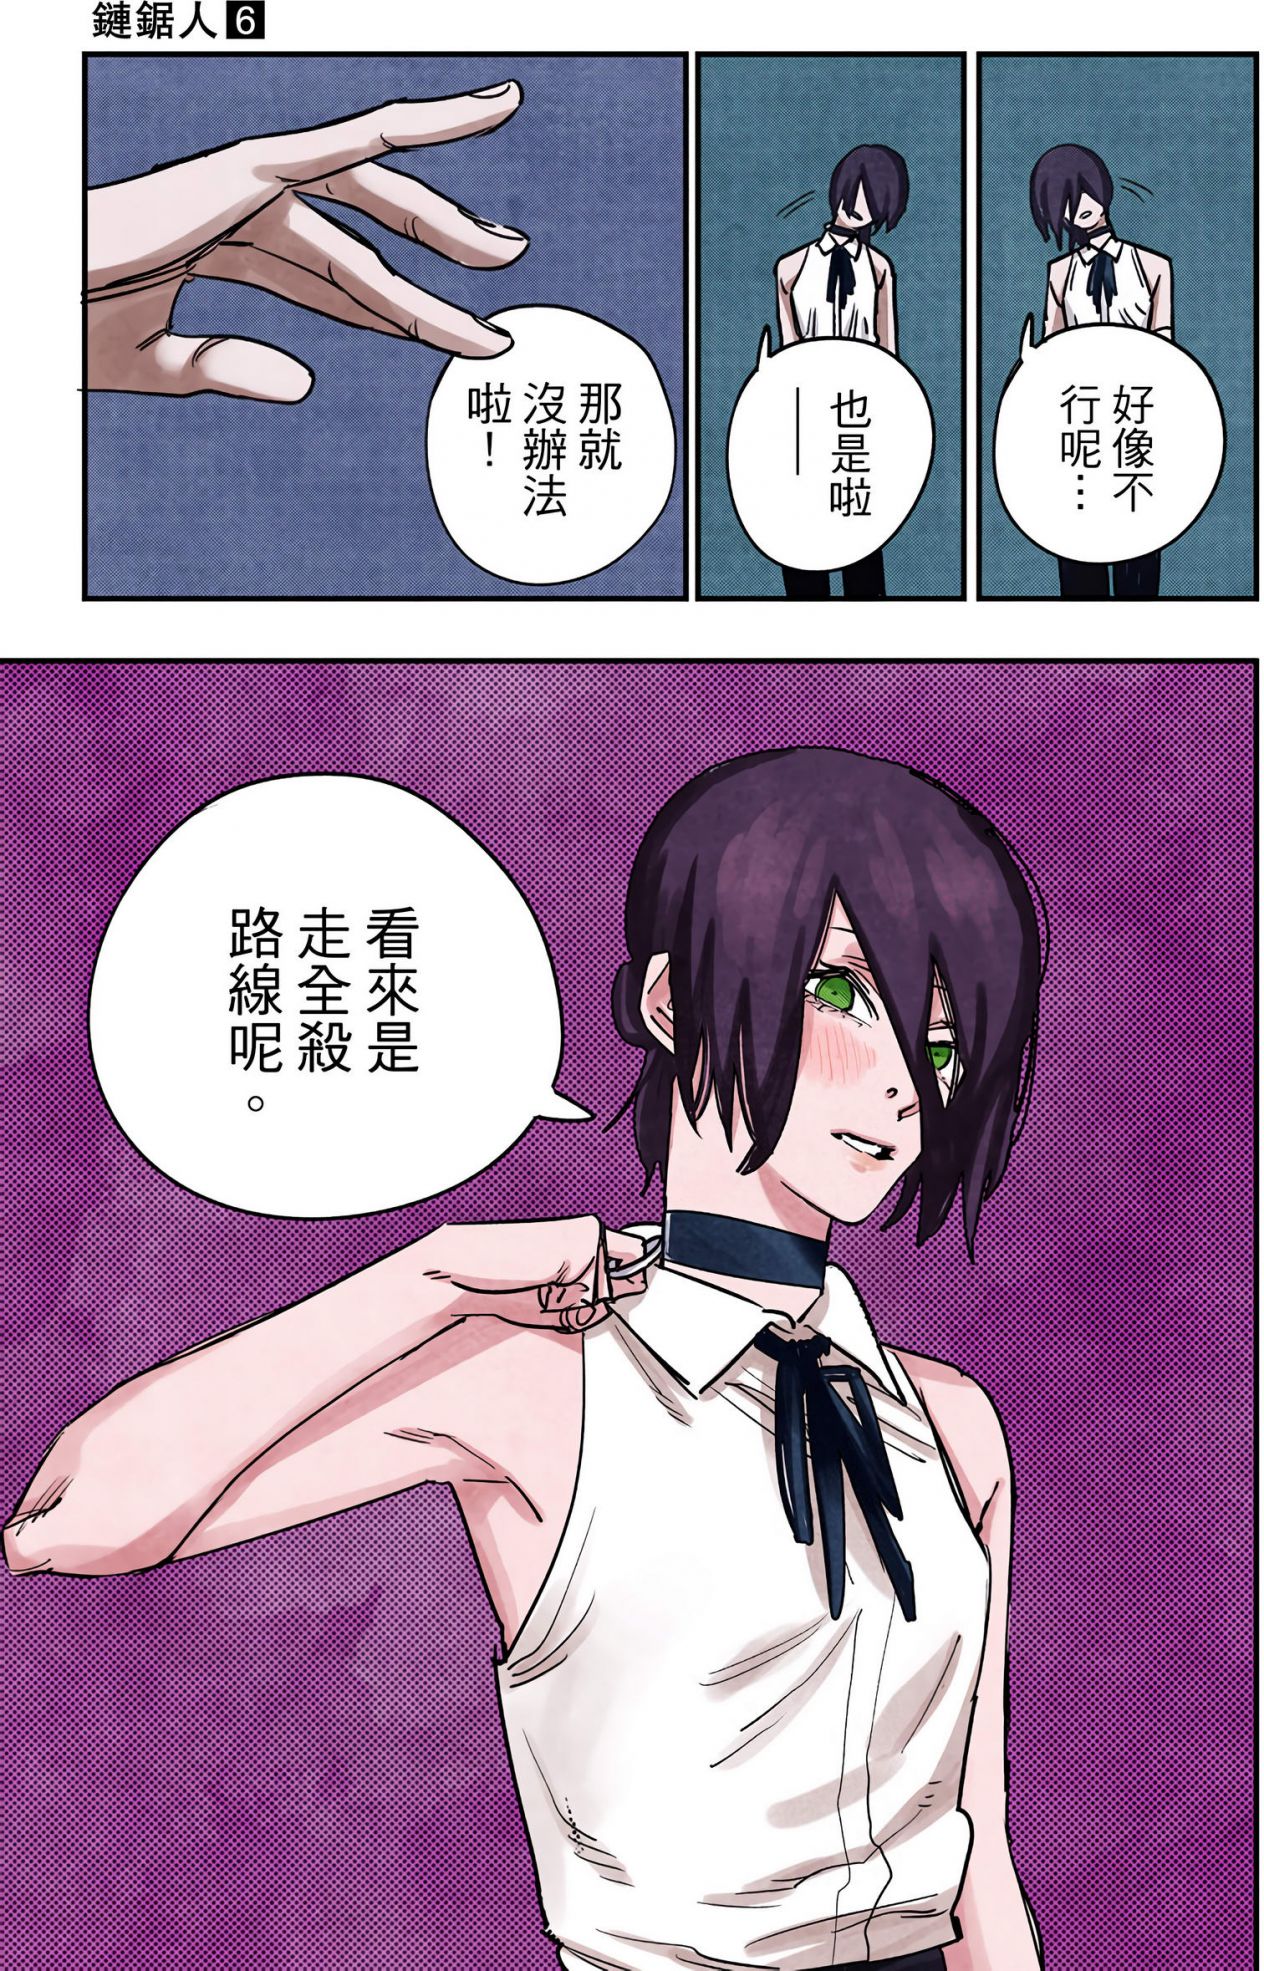 鏈鋸人6
好像不
行呢…
也是啦
——
那就
沒辦法
啦！
看來是
走全殺
路線呢。